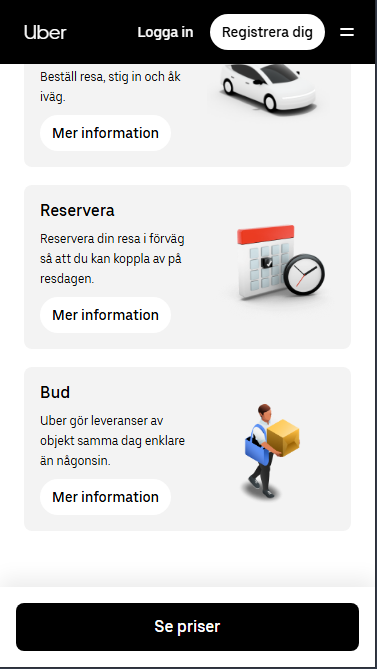 Uber
Logga in
Registrera dig
Beställ resa, stig in och åk
iväg.
Mer information
Reservera
Reservera din resa i förväg
så att du kan koppla av på
resdagen.
Mer information
Bud
Uber gör leveranser av
objekt samma dag enklare
än någonsin.
Mer information
Se priser